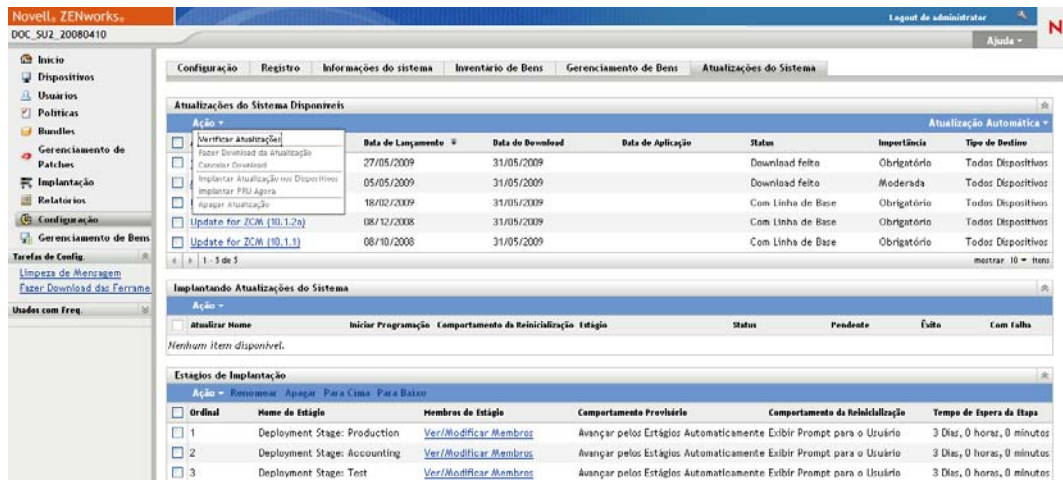 Novell® ZENworks®
Logout de administrator
DOC_SU2_20080410
Ajuda
N
Início
Dispositivos
Usuários
Políticas
Bundles
Gerenciamento de Patches
Implantação
Relatórios
Configuração
Gerenciamento de Bens
Tarefas de Config.
Limpeza de Mensagem
Fazer Download das Ferrame
Usados com Freq.
Configuração Registro Informações do sistema Inventário de Bens Gerenciamento de Bens Atualizações do Sistema
Atualizações do Sistema Disponíveis
Ação Atualização Automática
Data de Lançamento Data do Download Data de Aplicação Status Importância Tipo de Destino
Verificar Atualizações
Fazer Download da Atualização
Cancelar Download
Implantar Atualização nos Dispositivos
Implantar PRU Agora
Apagar Atualização
27/05/2009 31/05/2009 Download feito Obrigatório Todos Dispositivos
05/05/2009 31/05/2009 Download feito Moderada Todos Dispositivos
18/02/2009 31/05/2009 Com Linha de Base Obrigatório Todos Dispositivos
Update for ZCM (10.1.2a) 08/12/2008 31/05/2009 Com Linha de Base Obrigatório Todos Dispositivos
Update for ZCM (10.1.1) 08/10/2008 31/05/2009 Com Linha de Base Obrigatório Todos Dispositivos
1 - 5 de 5 mostrar 10 itens
Implantando Atualizações do Sistema
Ação
Atualizar Nome Iniciar Programação Comportamento da Reinicialização Estágio Status Pendente Êxito Com Falha
Nenhum item disponível.
Estágios de Implantação
Ação Renomear Apagar Para Cima Para Baixo
Ordinal Nome do Estágio Membros do Estágio Comportamento Provisório Comportamento da Reinicialização Tempo de Espera da Etapa
1 Deployment Stage: Production Ver/Modificar Membros Avançar pelos Estágios Automaticamente Exibir Prompt para o Usuário 3 Dias, 0 horas, 0 minutos
2 Deployment Stage: Accounting Ver/Modificar Membros Avançar pelos Estágios Automaticamente Exibir Prompt para o Usuário 3 Dias, 0 horas, 0 minutos
3 Deployment Stage: Test Ver/Modificar Membros Avançar pelos Estágios Automaticamente Exibir Prompt para o Usuário 3 Dias, 0 horas, 0 minutos